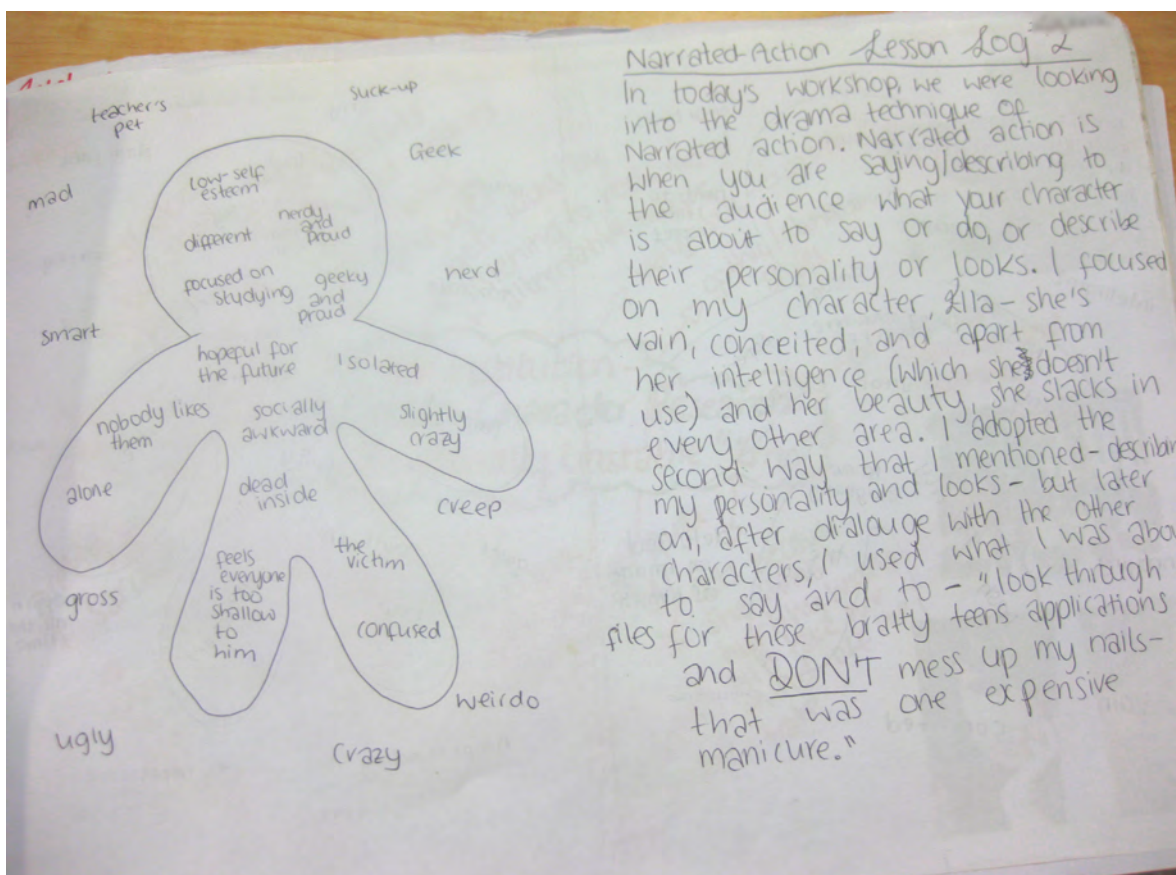 teacher's
pet
suck-up
Geek
mad
nerd
smart
creep
gross
weirdo
ugly
crazy
low-self
esteem
nerdy
and
proud
different
focused on
studying
geeky
and
proud
hopeful for
the future
isolated
nobody likes
them
socially
awkward
slightly
crazy
alone
dead
inside
the
victim
feels
everyone
is too
shallow
to
him
confused
Narrated-Action Lesson Log 2
In today's workshop, we were looking
into the drama technique of
Narrated action. Narrated action is
when you are saying/describing to
the audience what your character
is about to say or do, or describe
their personality or looks. I focused
on my character, Ella - she's
vain, conceited, and apart from
her intelligence (which she doesn't
use) and her beauty, she slacks in
every other area. I adopted the
second way that I mentioned - describing
my personality and looks - but later
on, after dialouge with the other
characters, I used what I was abou
to say and to - "look through
files for these bratty teens applications
and DON'T mess up my nails-
that was one expensive
manicure."